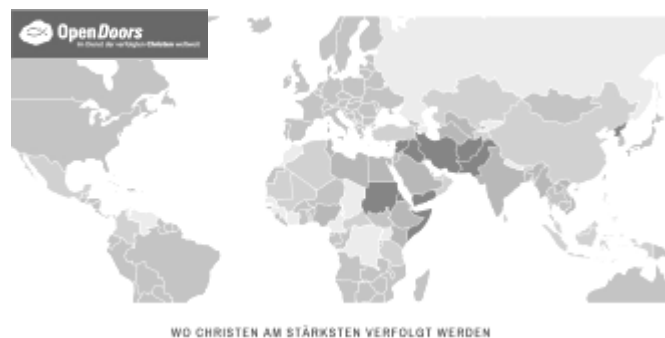 Open Doors
Im Dienst der verfolgten Christen weltweit
WO CHRISTEN AM STÄRKSTEN VERFOLGT WERDEN